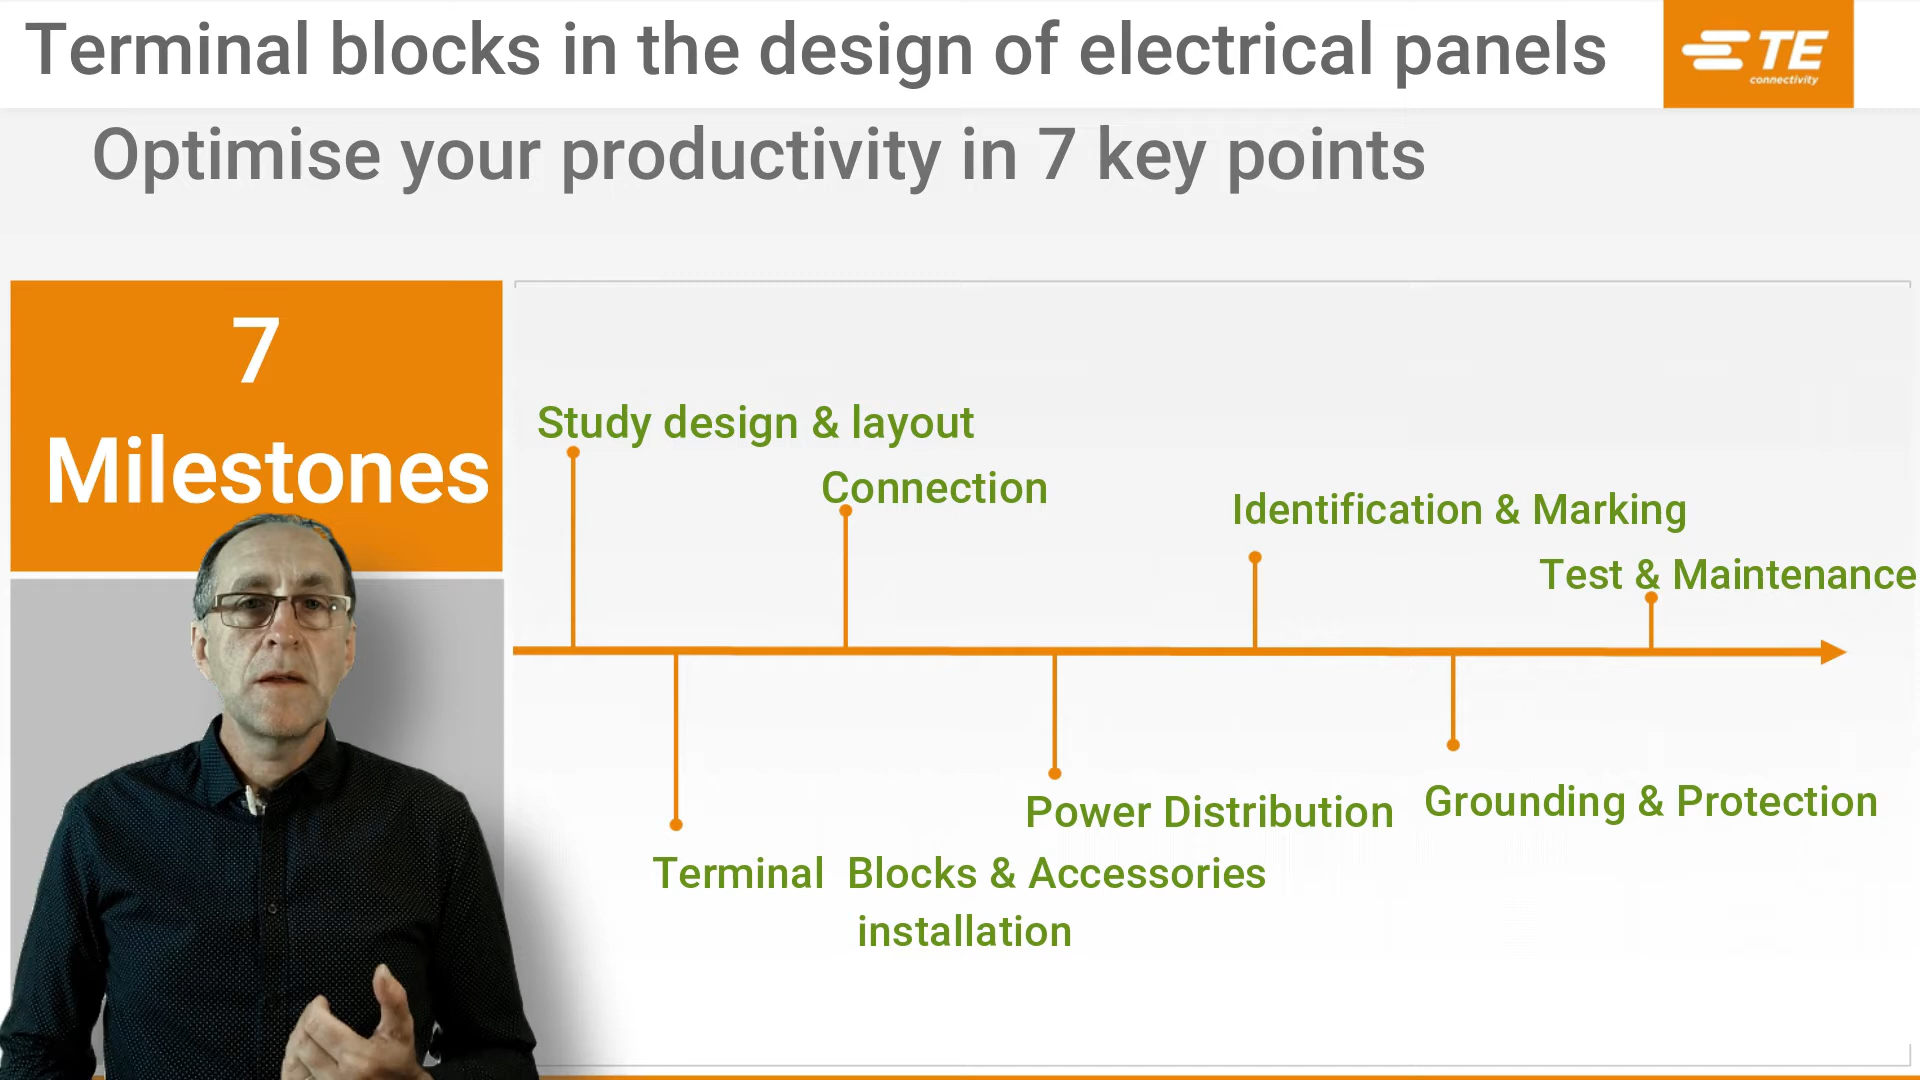 Terminal blocks in the design of electrical panels
TE
connectivity
Optimise your productivity in 7 key points
7
Milestones
Study design & layout
Connection
Identification & Marking
Test & Maintenance
Power Distribution
Grounding & Protection
Terminal Blocks & Accessories
installation